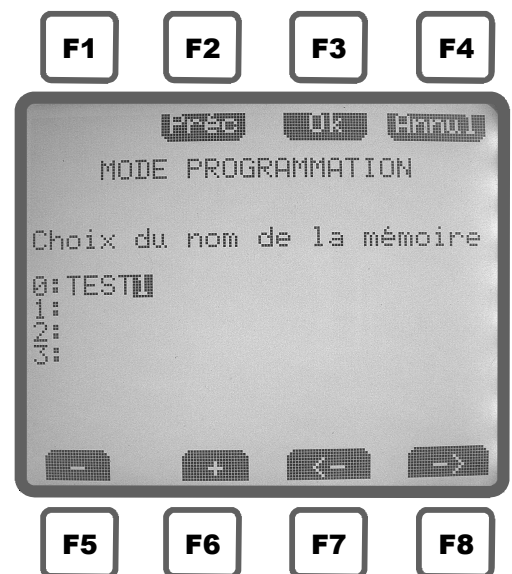 F1 F2 F3 F4
Préc Ok Annul
MODE PROGRAMMATION
Choix du nom de la mémoire
0:TEST1
1:
2:
3:
- + <- ->
F5 F6 F7 F8